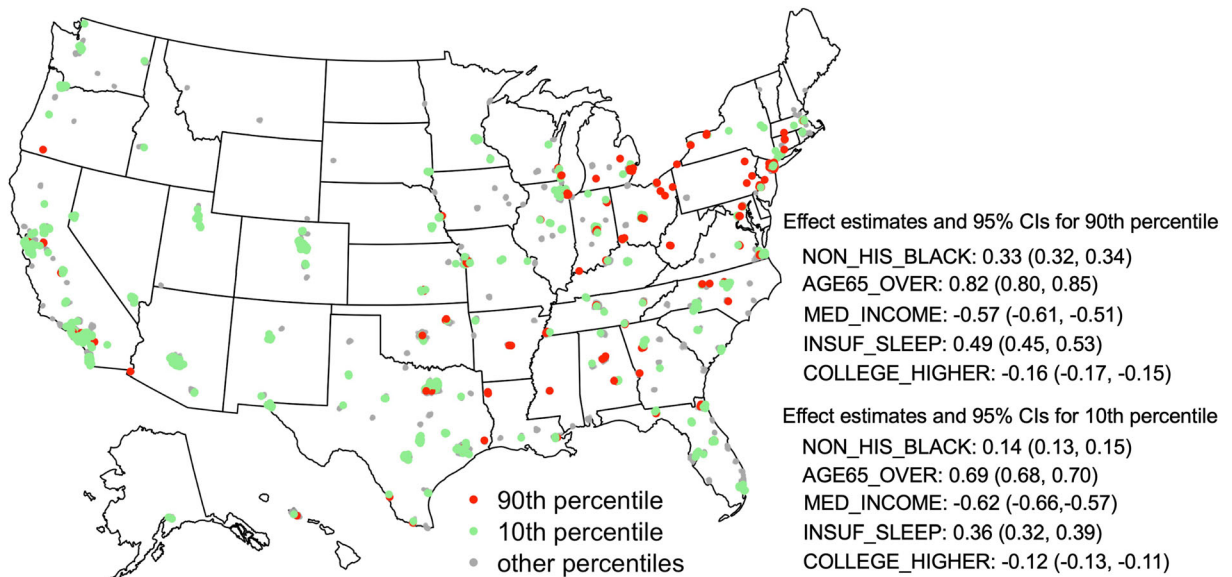 Effect estimates and 95% CIs for 90th percentile
NON_HIS_BLACK: 0.33 (0.32, 0.34)
AGE65_OVER: 0.82 (0.80, 0.85)
MED_INCOME: -0.57 (-0.61, -0.51)
INSUF_SLEEP: 0.49 (0.45, 0.53)
COLLEGE_HIGHER: -0.16 (-0.17, -0.15)
Effect estimates and 95% CIs for 10th percentile
NON_HIS_BLACK: 0.14 (0.13, 0.15)
AGE65_OVER: 0.69 (0.68, 0.70)
MED_INCOME: -0.62 (-0.66,-0.57)
INSUF_SLEEP: 0.36 (0.32, 0.39)
COLLEGE_HIGHER: -0.12 (-0.13, -0.11)
90th percentile
10th percentile
other percentiles